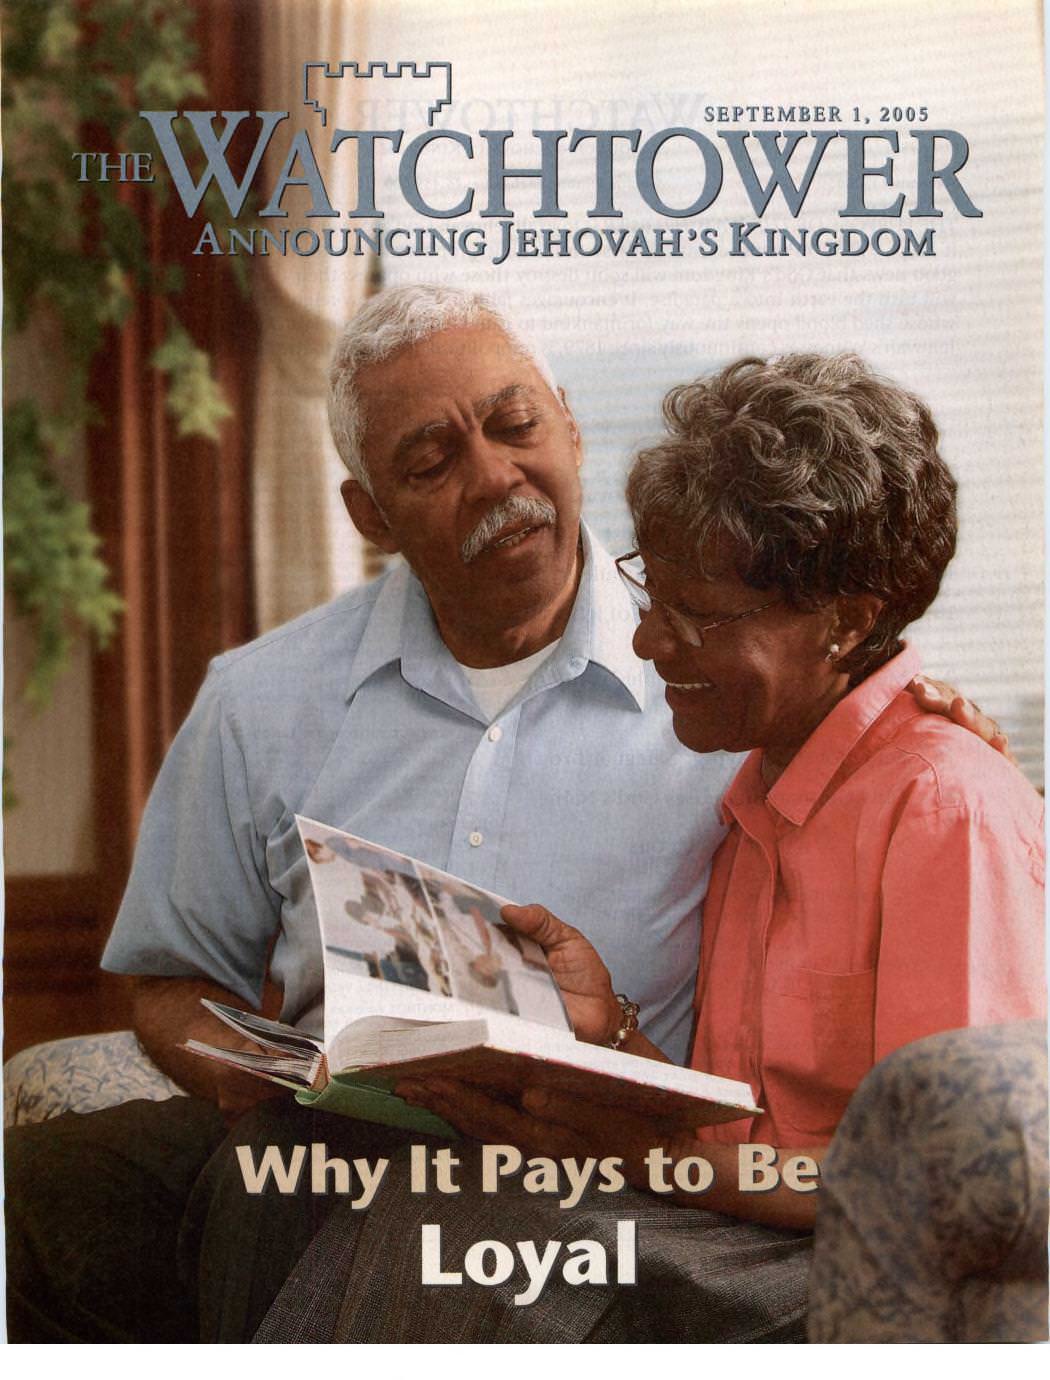 SEPTEMBER 1, 2005
THE WATCHTOWER
ANNOUNCING JEHOVAH'S KINGDOM
Why It Pays to Be
Loyal